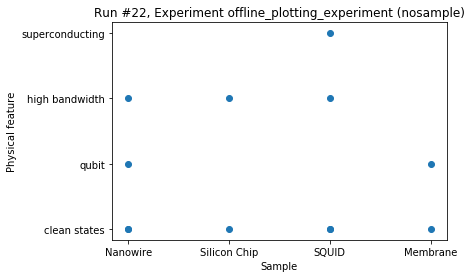 Run #22, Experiment offline_plotting_experiment (nosample)
superconducting
high bandwidth
qubit
clean states
Physical feature
Nanowire
Silicon Chip
SQUID
Membrane
Sample